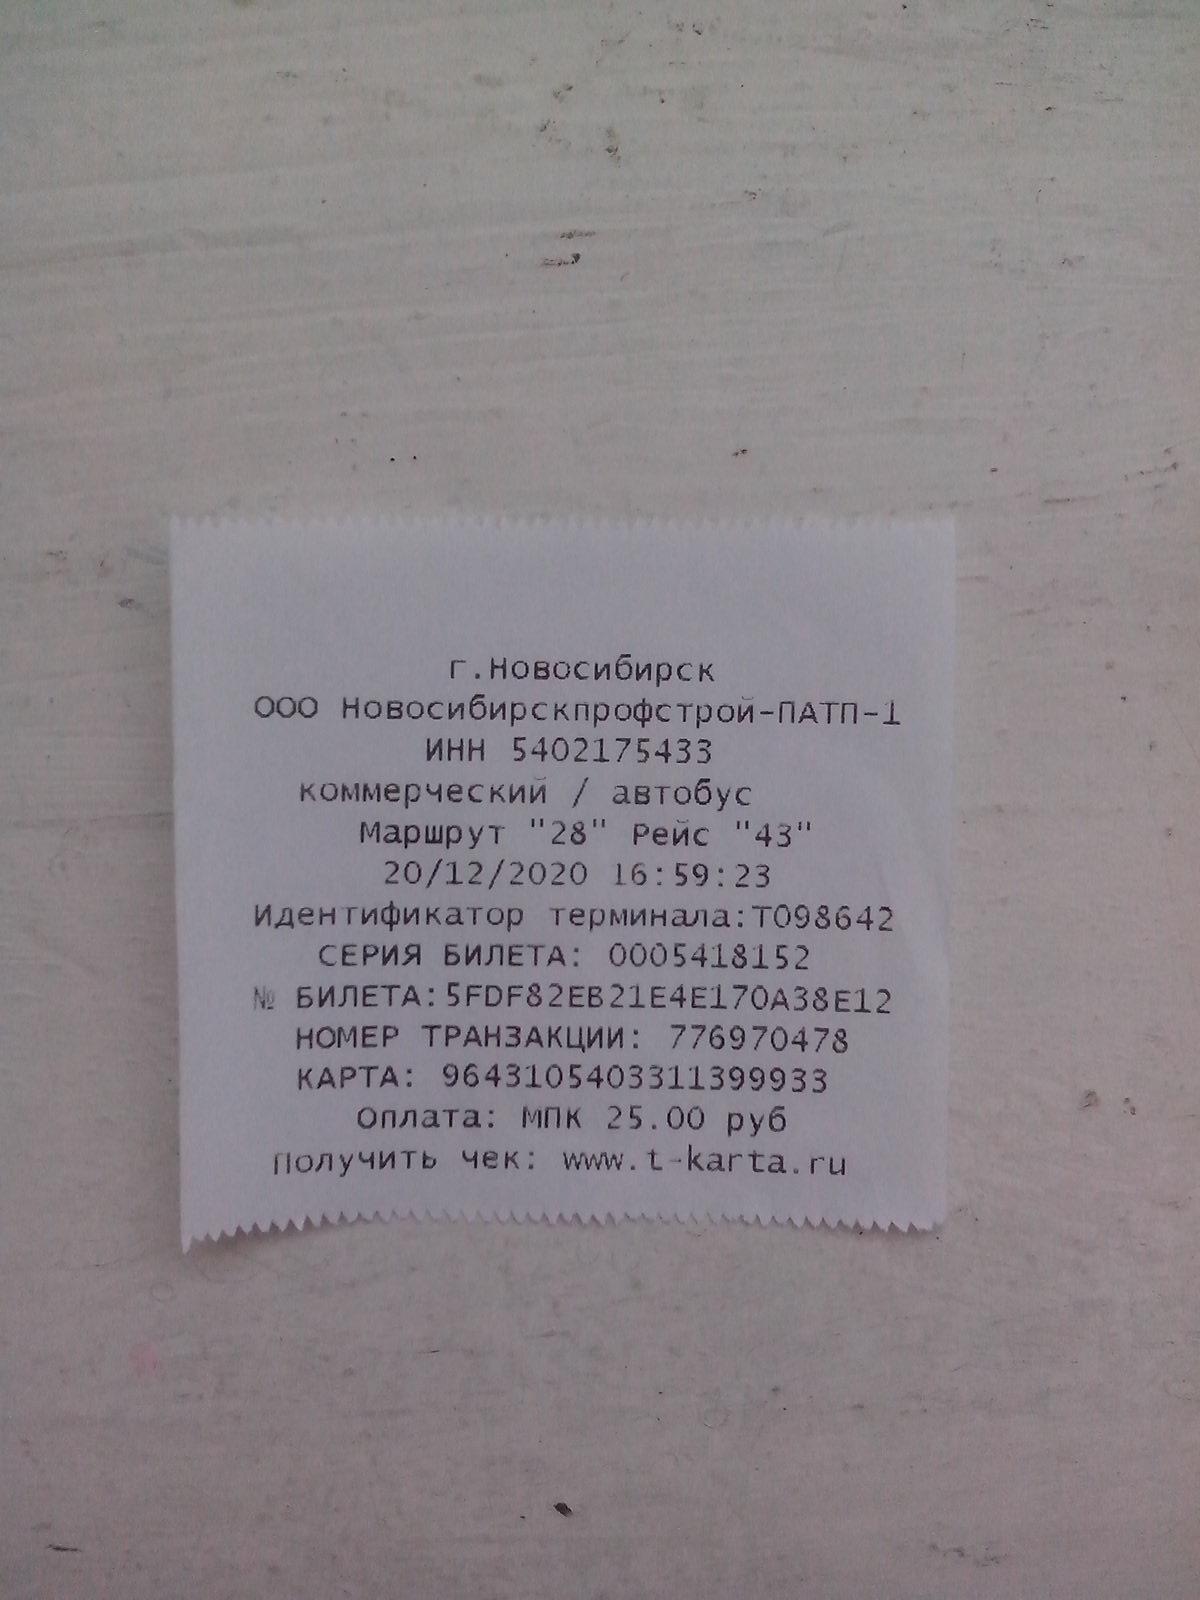 г.Новосибирск
ООО Новосибирскпрофстрой-ПАТП-1
ИНН 5402175433
коммерческий / автобус
Маршрут "28" Рейс "43"
20/12/2020 16:59:23
Идентификатор терминала:T098642
СЕРИЯ БИЛЕТА: 0005418152
№ БИЛЕТА:5FDF82EB21E4E170A38E12
НОМЕР ТРАНЗАКЦИИ: 776970478
КАРТА: 9643105403311399933
Оплата: МПК 25.00 руб
Получить чек: www.t-karta.ru